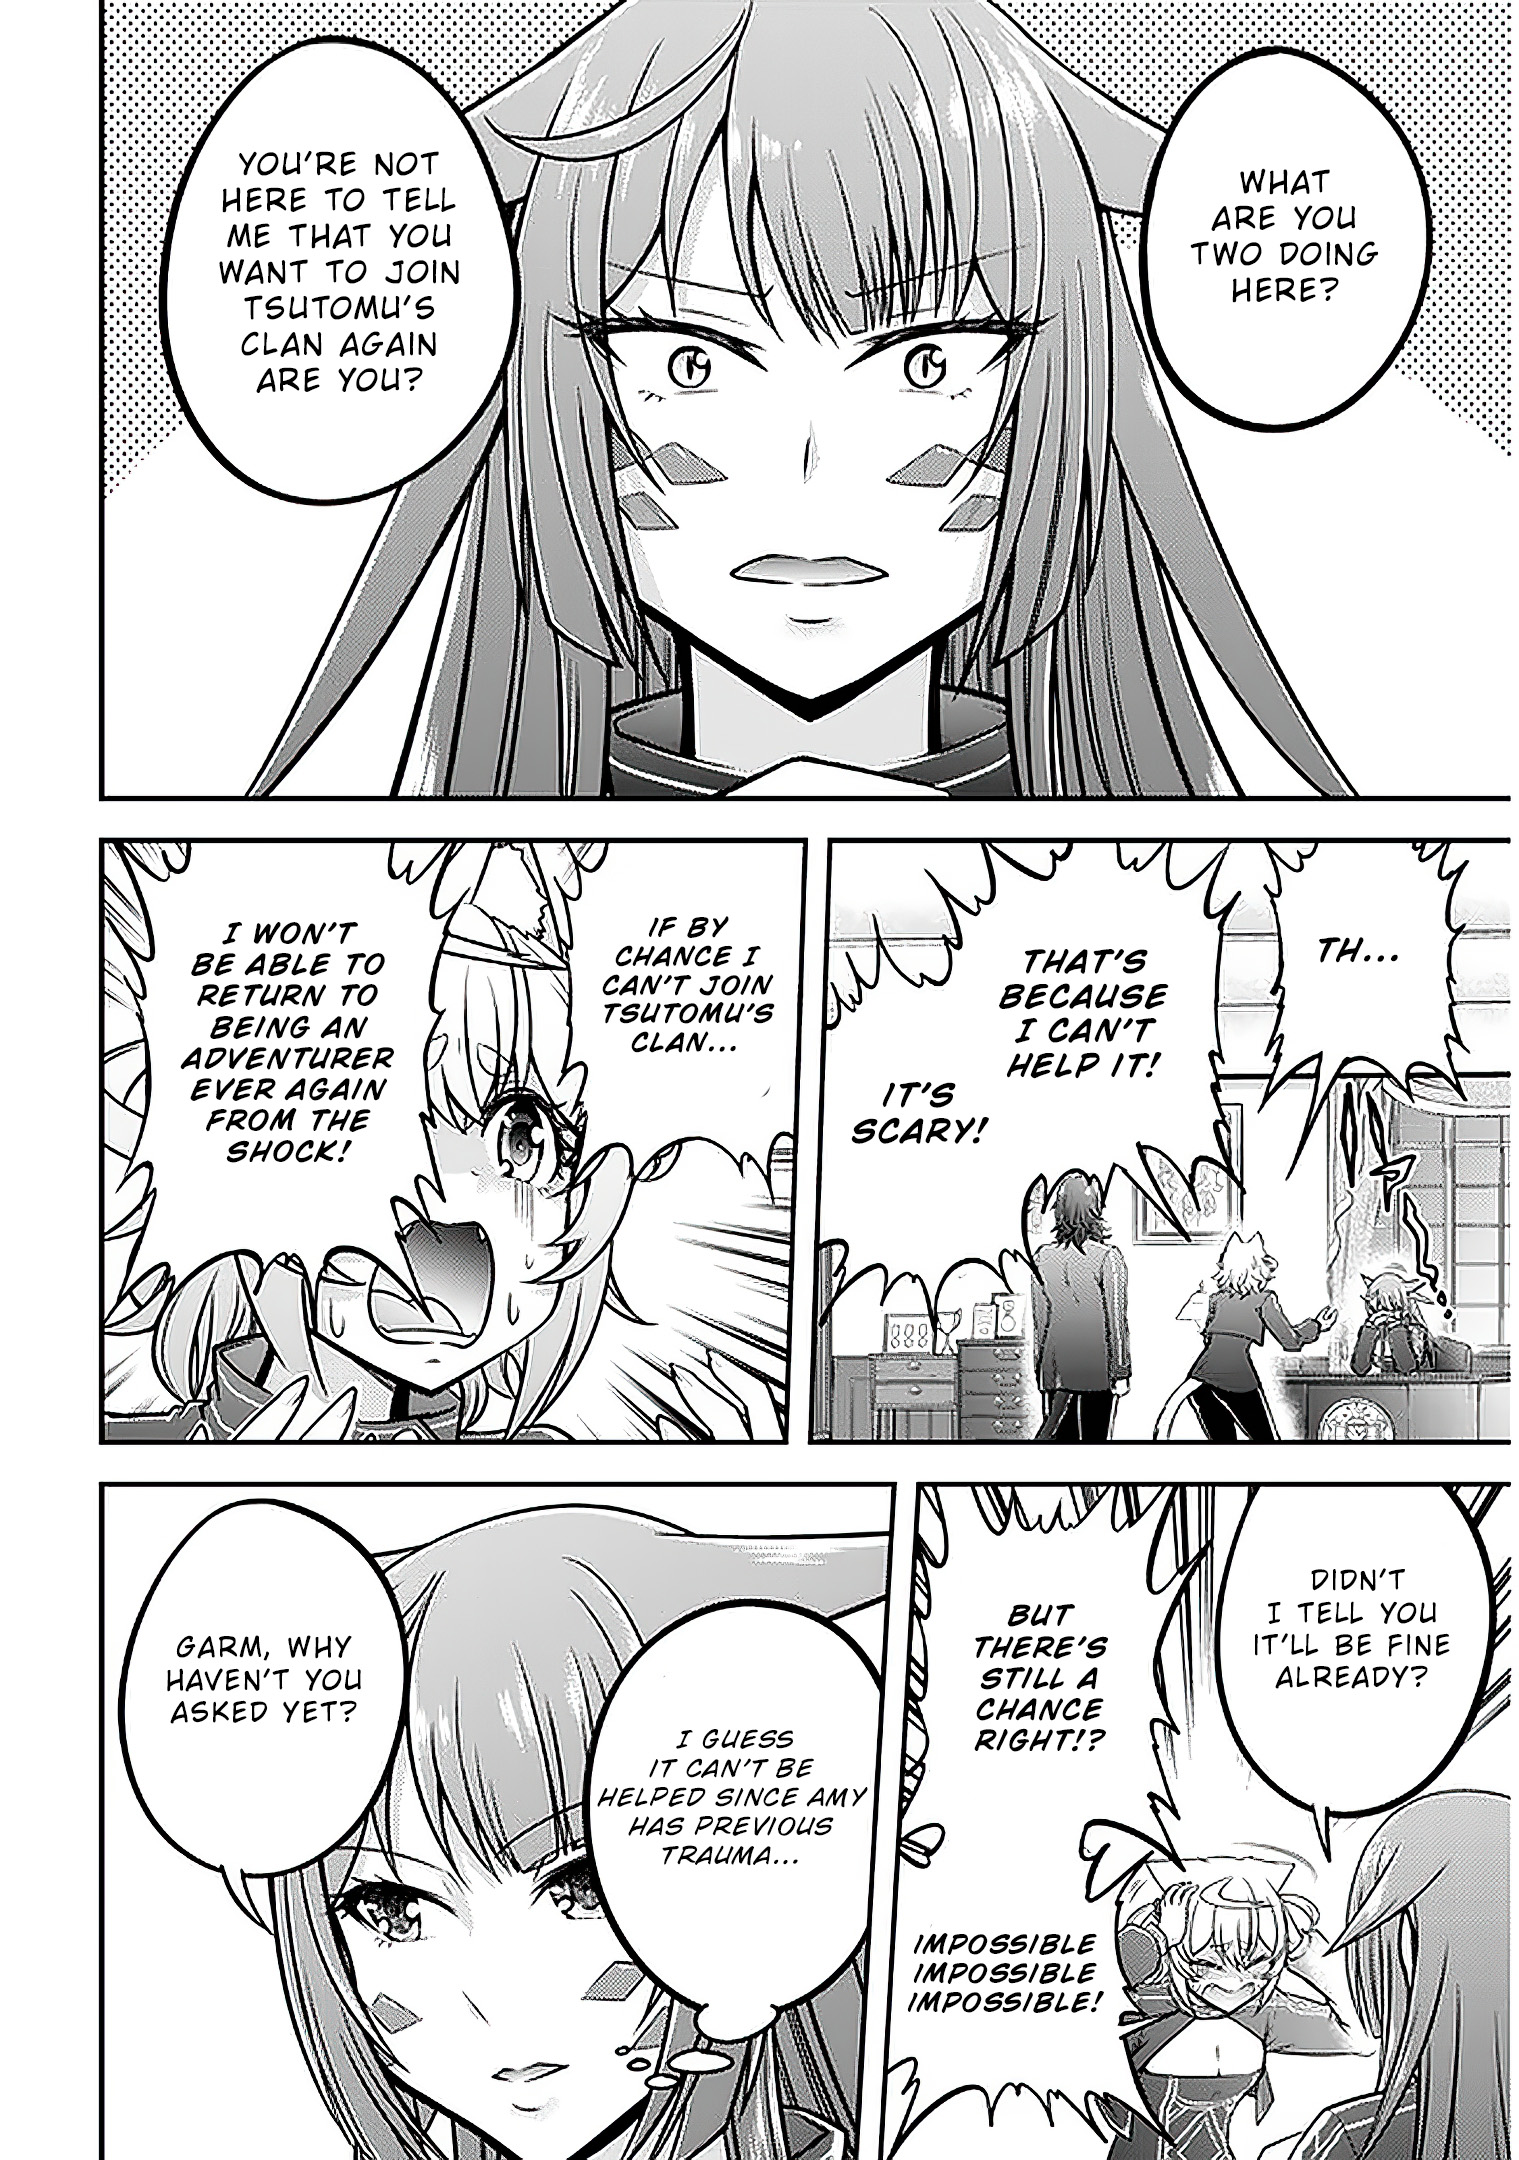 WHAT
ARE YOU
TWO DOING
HERE?
YOU'RE NOT
HERE TO TELL
ME THAT YOU
WANT TO JOIN
TSUTOMU'S
CLAN AGAIN
ARE YOU?
TH...
THAT'S
BECAUSE
I CAN'T
HELP IT!
IT'S
SCARY!
IF BY
CHANCE I
CAN'T JOIN
TSUTOMU'S
CLAN...
I WON'T
BE ABLE TO
RETURN TO
BEING AN
ADVENTURER
EVER AGAIN
FROM THE
SHOCK!
DIDN'T
I TELL YOU
IT'LL BE FINE
ALREADY?
BUT
THERE'S
STILL A
CHANCE
RIGHT!?
IMPOSSIBLE
IMPOSSIBLE
IMPOSSIBLE!
I GUESS
IT CAN'T BE
HELPED SINCE AMY
HAS PREVIOUS
TRAUMA...
GARM, WHY
HAVEN'T YOU
ASKED YET?